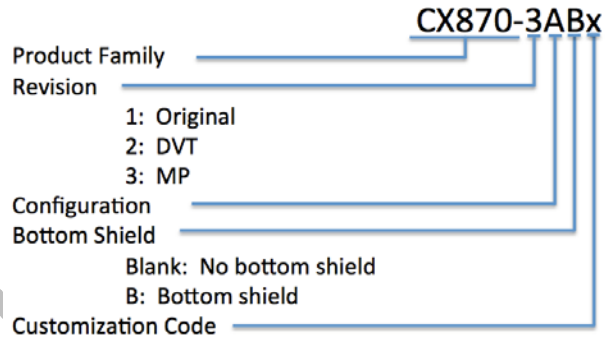 CX870-3ABx
Product Family
Revision
1: Original
2: DVT
3: MP
Configuration
Bottom Shield
Blank: No bottom shield
B: Bottom shield
Customization Code